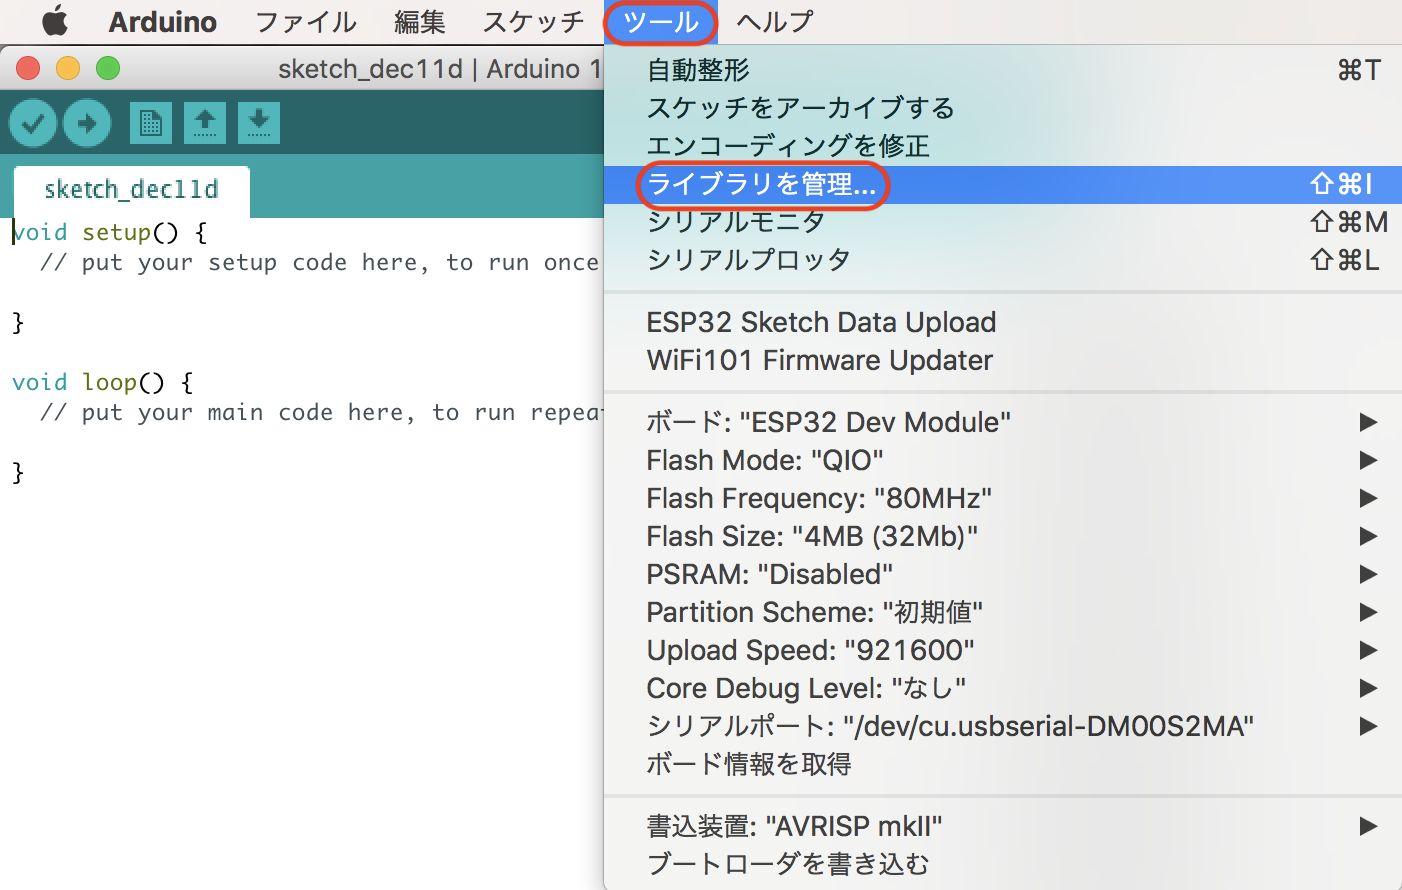 Arduino ファイル 編集 スケッチ ツール ヘルプ
sketch_dec11d | Arduino 1
sketch_dec11d
void setup() {
// put your setup code here, to run once
}
void loop() {
// put your main code here, to run repea
}
自動整形 ⌘T
スケッチをアーカイブする
エンコーディングを修正
ライブラリを管理... ⇧⌘I
シリアルモニタ ⇧⌘M
シリアルプロッタ ⇧⌘L
ESP32 Sketch Data Upload
WiFi101 Firmware Updater
ボード: "ESP32 Dev Module"
Flash Mode: "QIO"
Flash Frequency: "80MHz"
Flash Size: "4MB (32Mb)"
PSRAM: "Disabled"
Partition Scheme: "初期値"
Upload Speed: "921600"
Core Debug Level: "なし"
シリアルポート: "/dev/cu.usbserial-DM00S2MA"
ボード情報を取得
書込装置: "AVRISP mkII"
ブートローダを書き込む